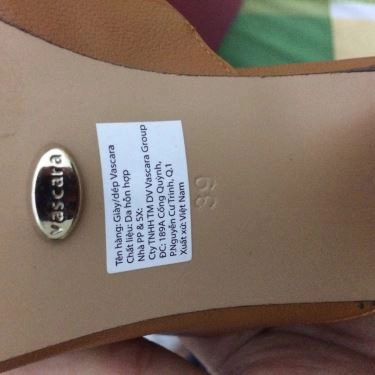 vascara
Tên hàng: Giày/dép Vascara
Chất liệu: Da hỗn hợp
Nhà PP & SX:
Cty TNHH TM DV Vascara Group
ĐC: 189A Cống Quỳnh,
P.Nguyễn Cư Trinh, Q.1
Xuất xứ: Việt Nam
39